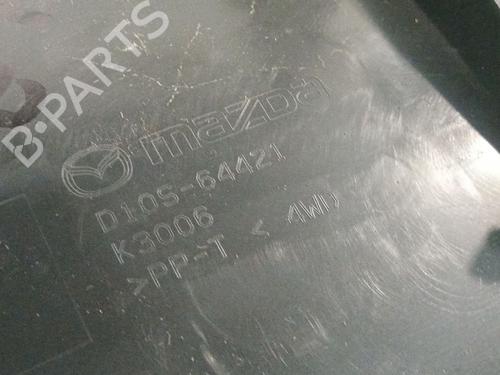 B-PARTS
mazda
D10S-64421
K3006
>PP-T < 4WD